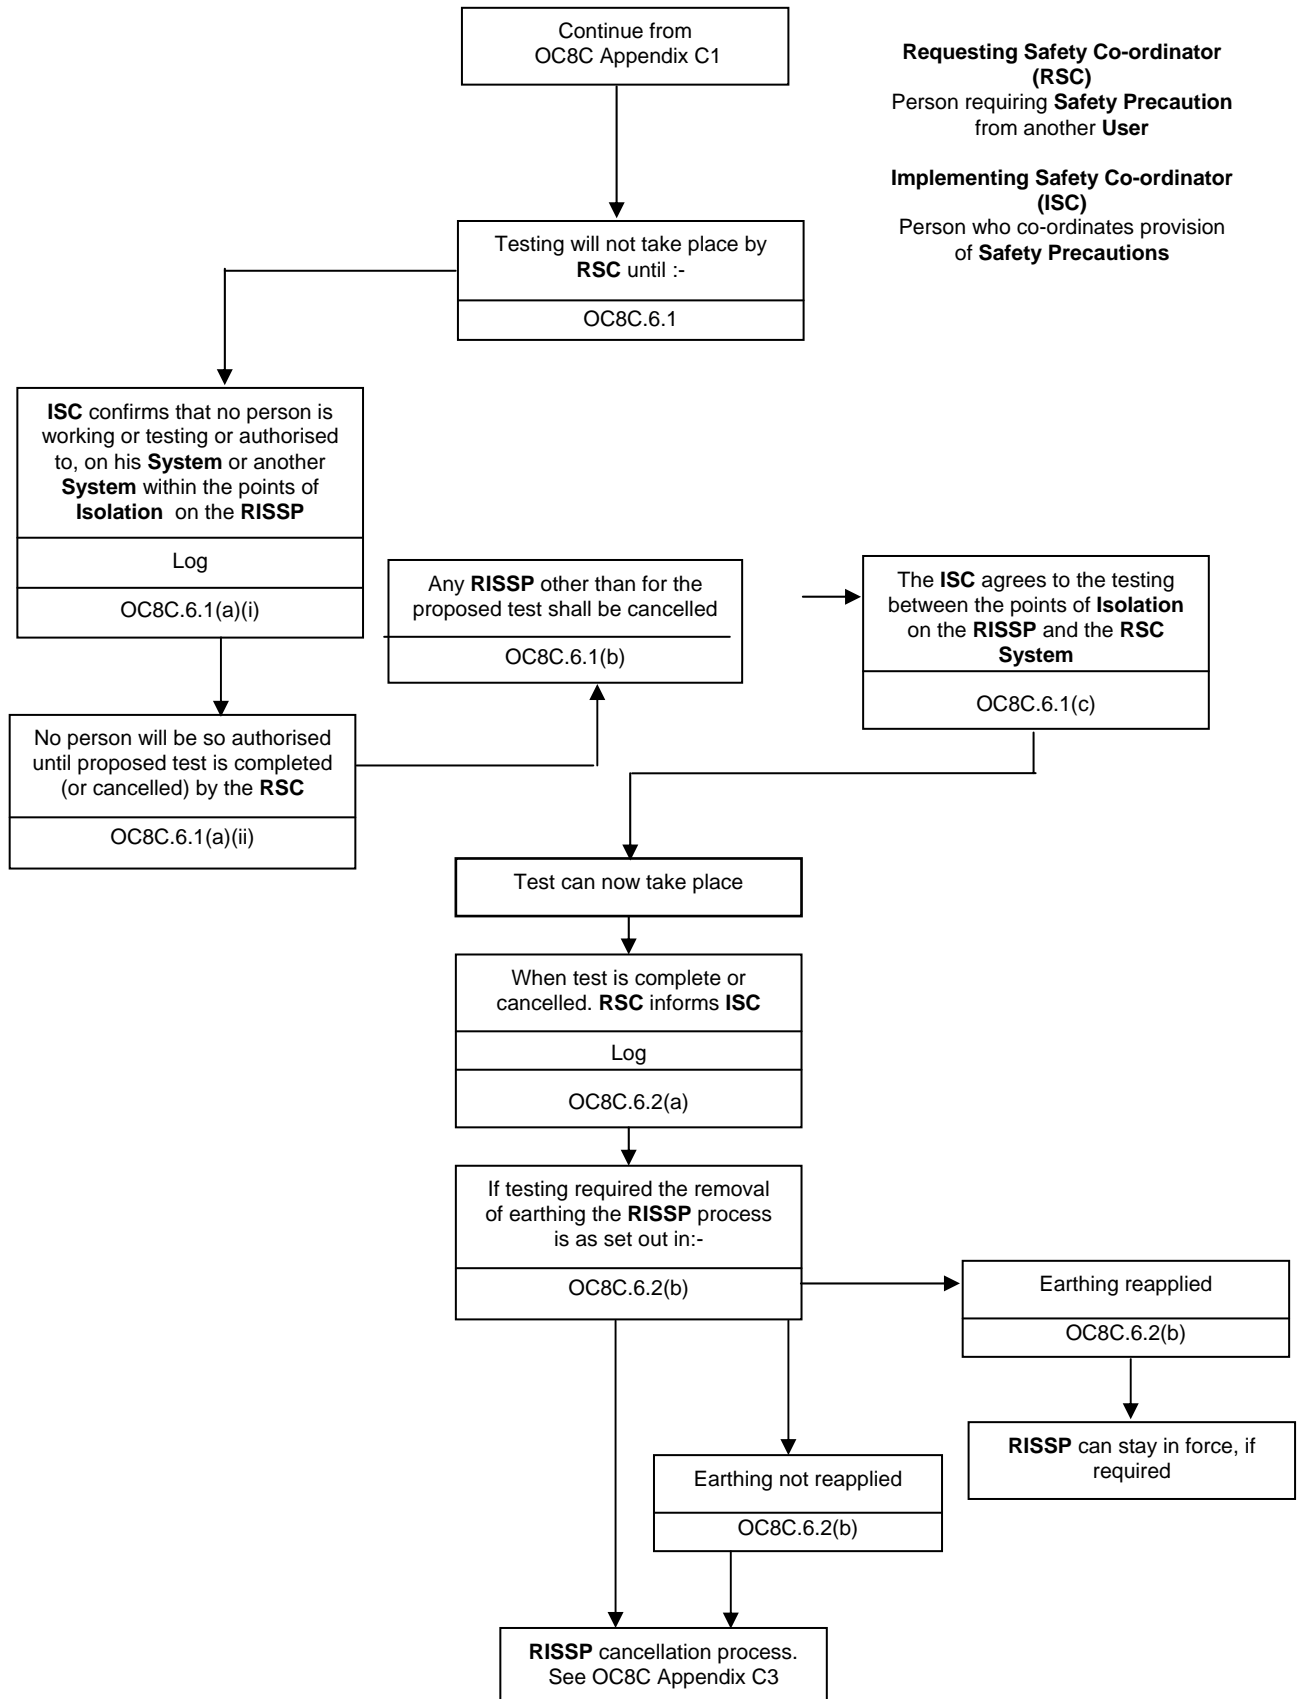 Continue from
OC8C Appendix C1
Requesting Safety Co-ordinator
(RSC)
Person requiring Safety Precaution
from another User
Implementing Safety Co-ordinator
(ISC)
Person who co-ordinates provision
of Safety Precautions
Testing will not take place by
RSC until :-
OC8C.6.1
ISC confirms that no person is
working or testing or authorised
to, on his System or another
System within the points of
Isolation on the RISSP
Log
OC8C.6.1(a)(i)
No person will be so authorised
until proposed test is completed
(or cancelled) by the RSC
OC8C.6.1(a)(ii)
Any RISSP other than for the
proposed test shall be cancelled
OC8C.6.1(b)
The ISC agrees to the testing
between the points of Isolation
on the RISSP and the RSC
System
OC8C.6.1(c)
Test can now take place
When test is complete or
cancelled. RSC informs ISC
Log
OC8C.6.2(a)
If testing required the removal
of earthing the RISSP process
is as set out in:-
OC8C.6.2(b)
Earthing reapplied
OC8C.6.2(b)
RISSP can stay in force, if
required
Earthing not reapplied
OC8C.6.2(b)
RISSP cancellation process.
See OC8C Appendix C3